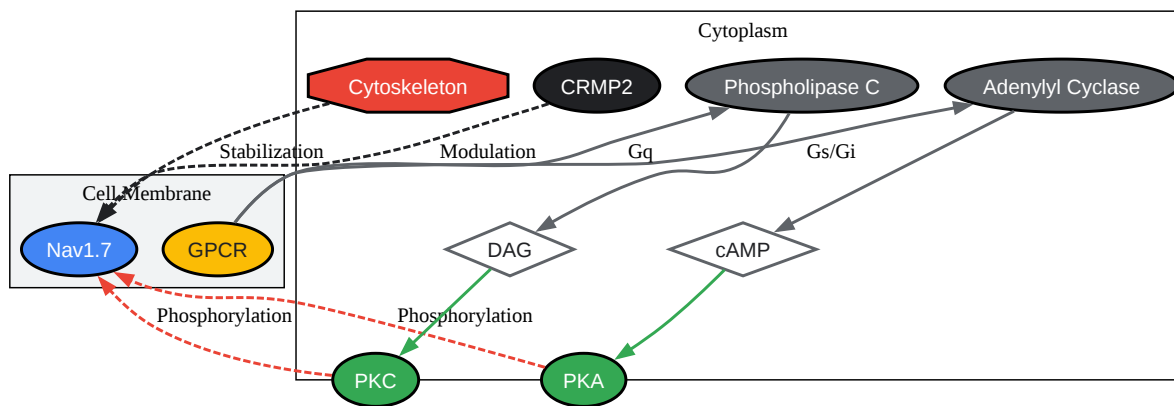 Cytoplasm
Cytoskeleton
CRMP2
Phospholipase C
Adenylyl Cyclase
Stabilization
Modulation
Gq
Gs/Gi
Cell Membrane
Nav1.7
GPCR
DAG
cAMP
Phosphorylation
Phosphorylation
PKC
PKA